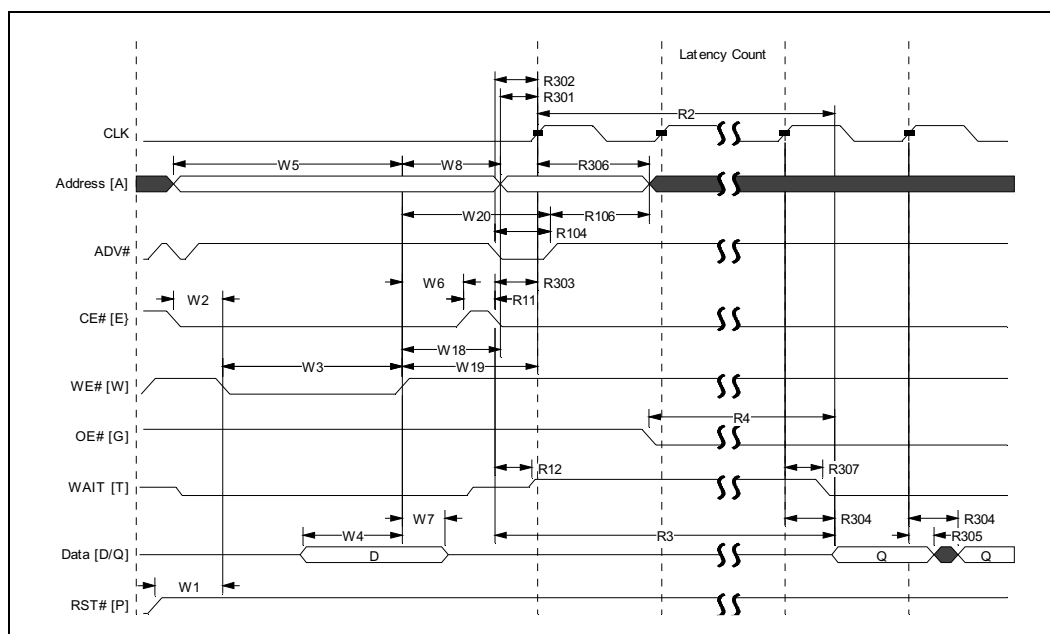 Latency Count
R302
R301
R2
CLK
W5
W8
R306
Address [A]
W20
R106
R104
ADV#
W6
R303
W2
R11
CE# [E}
W18
W3
W19
WE# [W]
R4
OE# [G]
R12
R307
WAIT [T]
W7
R304
R304
W4
R3
R305
Data [D/Q]
D
Q
Q
W1
RST# [P]